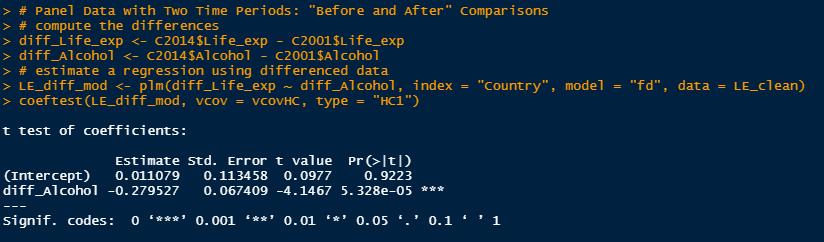 > # Panel Data with Two Time Periods: "Before and After" Comparisons
> # compute the differences
> diff_Life_exp <- C2014$Life_exp - C2001$Life_exp
> diff_Alcohol <- C2014$Alcohol - C2001$Alcohol
> # estimate a regression using differenced data
> LE_diff_mod <- plm(diff_Life_exp ~ diff_Alcohol, index = "Country", model = "fd", data = LE_clean)
> coeftest(LE_diff_mod, vcov = vcovHC, type = "HC1")
t test of coefficients:
Estimate Std. Error t value Pr(>|t|)
(Intercept) 0.011079 0.113458 0.0977 0.9223
diff_Alcohol -0.279527 0.067409 -4.1467 5.328e-05 ***
---
Signif. codes: 0 ‘***’ 0.001 ‘**’ 0.01 ‘*’ 0.05 ‘.’ 0.1 ‘ ’ 1